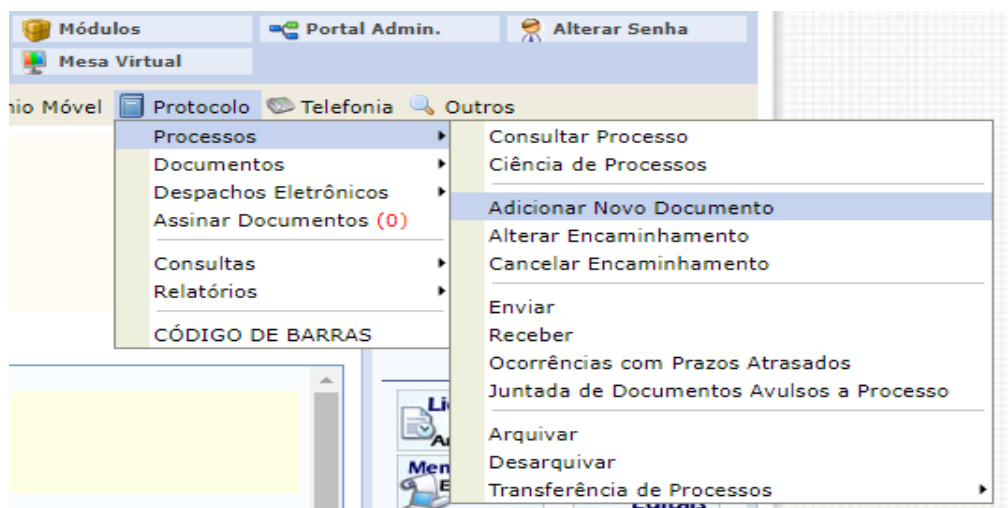 Módulos
Portal Admin.
Alterar Senha
Mesa Virtual
nio Móvel Protocolo Telefonia Outros
Processos
Documentos
Despachos Eletrônicos
Assinar Documentos (0)
Consultas
Relatórios
CÓDIGO DE BARRAS
Consultar Processo
Ciência de Processos
Adicionar Novo Documento
Alterar Encaminhamento
Cancelar Encaminhamento
Enviar
Receber
Ocorrências com Prazos Atrasados
Juntada de Documentos Avulsos a Processo
Arquivar
Desarquivar
Transferência de Processos